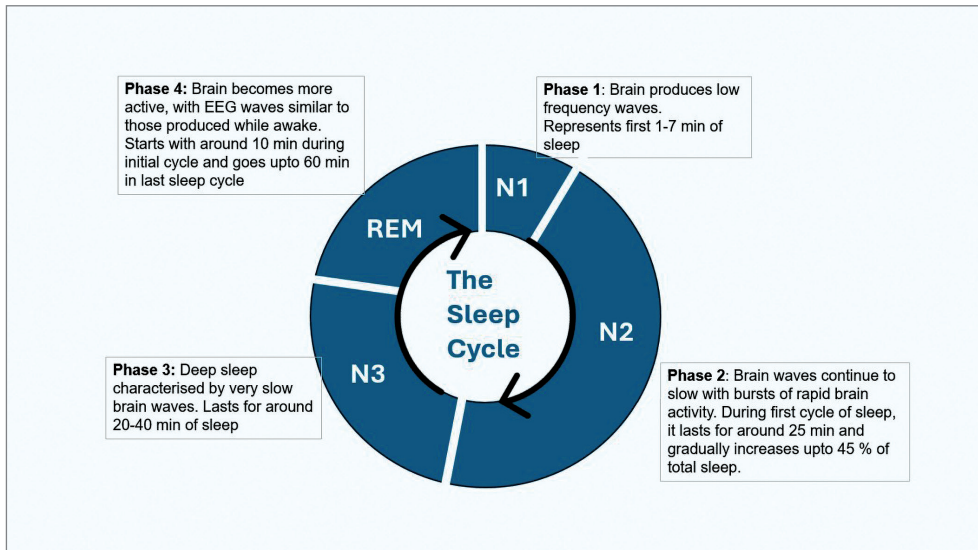 Phase 4: Brain becomes more
active, with EEG waves similar to
those produced while awake.
Starts with around 10 min during
initial cycle and goes upto 60 min
in last sleep cycle
Phase 1: Brain produces low
frequency waves.
Represents first 1-7 min of
sleep
N1
REM
The
Sleep
Cycle
N2
N3
Phase 3: Deep sleep
characterised by very slow
brain waves. Lasts for around
20-40 min of sleep
Phase 2: Brain waves continue to
slow with bursts of rapid brain
activity. During first cycle of sleep,
it lasts for around 25 min and
gradually increases upto 45 % of
total sleep.